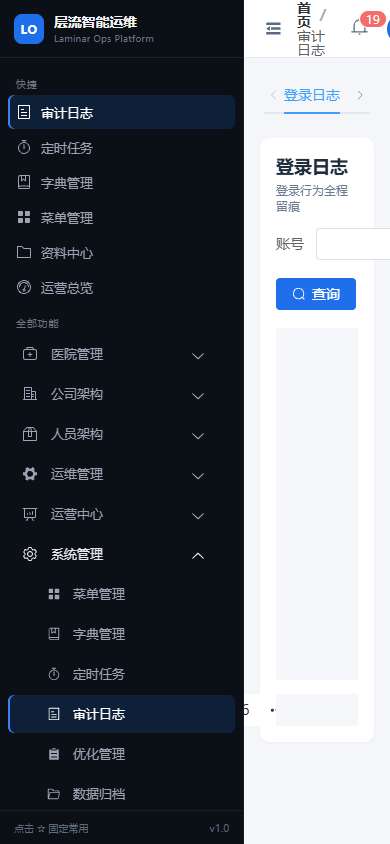 LO
层流智能运维
Laminar Ops Platform
快捷
审计日志
定时任务
字典管理
菜单管理
资料中心
运营总览
全部功能
医院管理
公司架构
人员架构
运维管理
运营中心
系统管理
菜单管理
字典管理
定时任务
审计日志
优化管理
数据归档
点击 ☆ 固定常用
v1.0
首页 /
审计日志
19
登录日志
登录日志
登录行为全程留痕
账号
查询
6